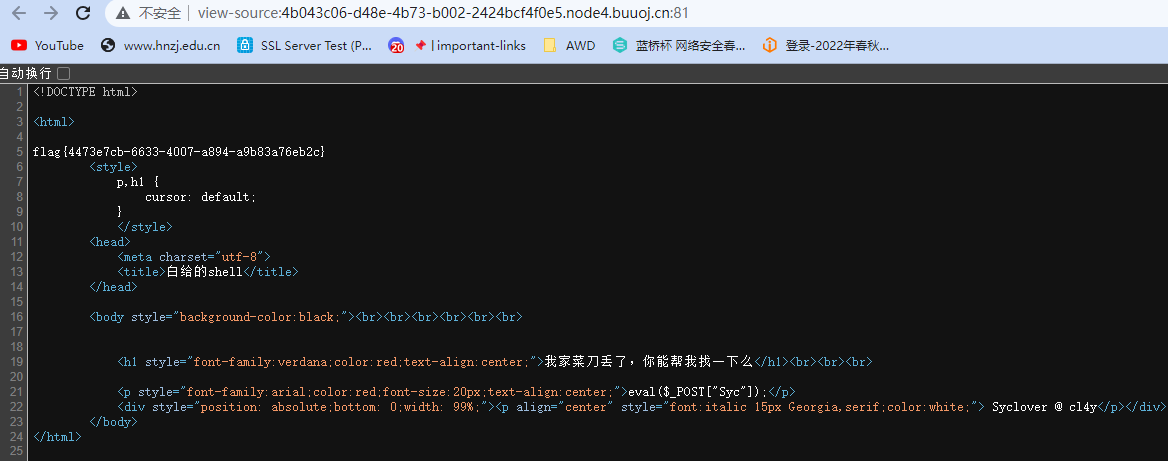 不安全 | view-source:4b043c06-d48e-4b73-b002-2424bcf4f0e5.node4.buuoj.cn:81
YouTube www.hnzj.edu.cn SSL Server Test (P... 20 | important-links AWD 蓝桥杯 网络安全春... 登录-2022年春秋...
自动换行
1 <!DOCTYPE html>
2
3 <html>
4
5 flag{4473e7cb-6633-4007-a894-a9b83a76eb2c}
6 <style>
7 p,h1 {
8 cursor: default;
9 }
10 </style>
11 <head>
12 <meta charset="utf-8">
13 <title>白给的shell</title>
14 </head>
15
16 <body style="background-color:black;"><br><br><br><br><br><br>
17
18
19 <h1 style="font-family:verdana;color:red;text-align:center;">我家菜刀丢了，你能帮我找一下么</h1><br><br><br>
20
21 <p style="font-family:arial;color:red;font-size:20px;text-align:center;">eval($_POST["Syc"]);</p>
22 <div style="position: absolute;bottom: 0;width: 99%;"><p align="center" style="font:italic 15px Georgia,serif;color:white;"> Syclover @ cl4y</p></div>
23 </body>
24 </html>
25